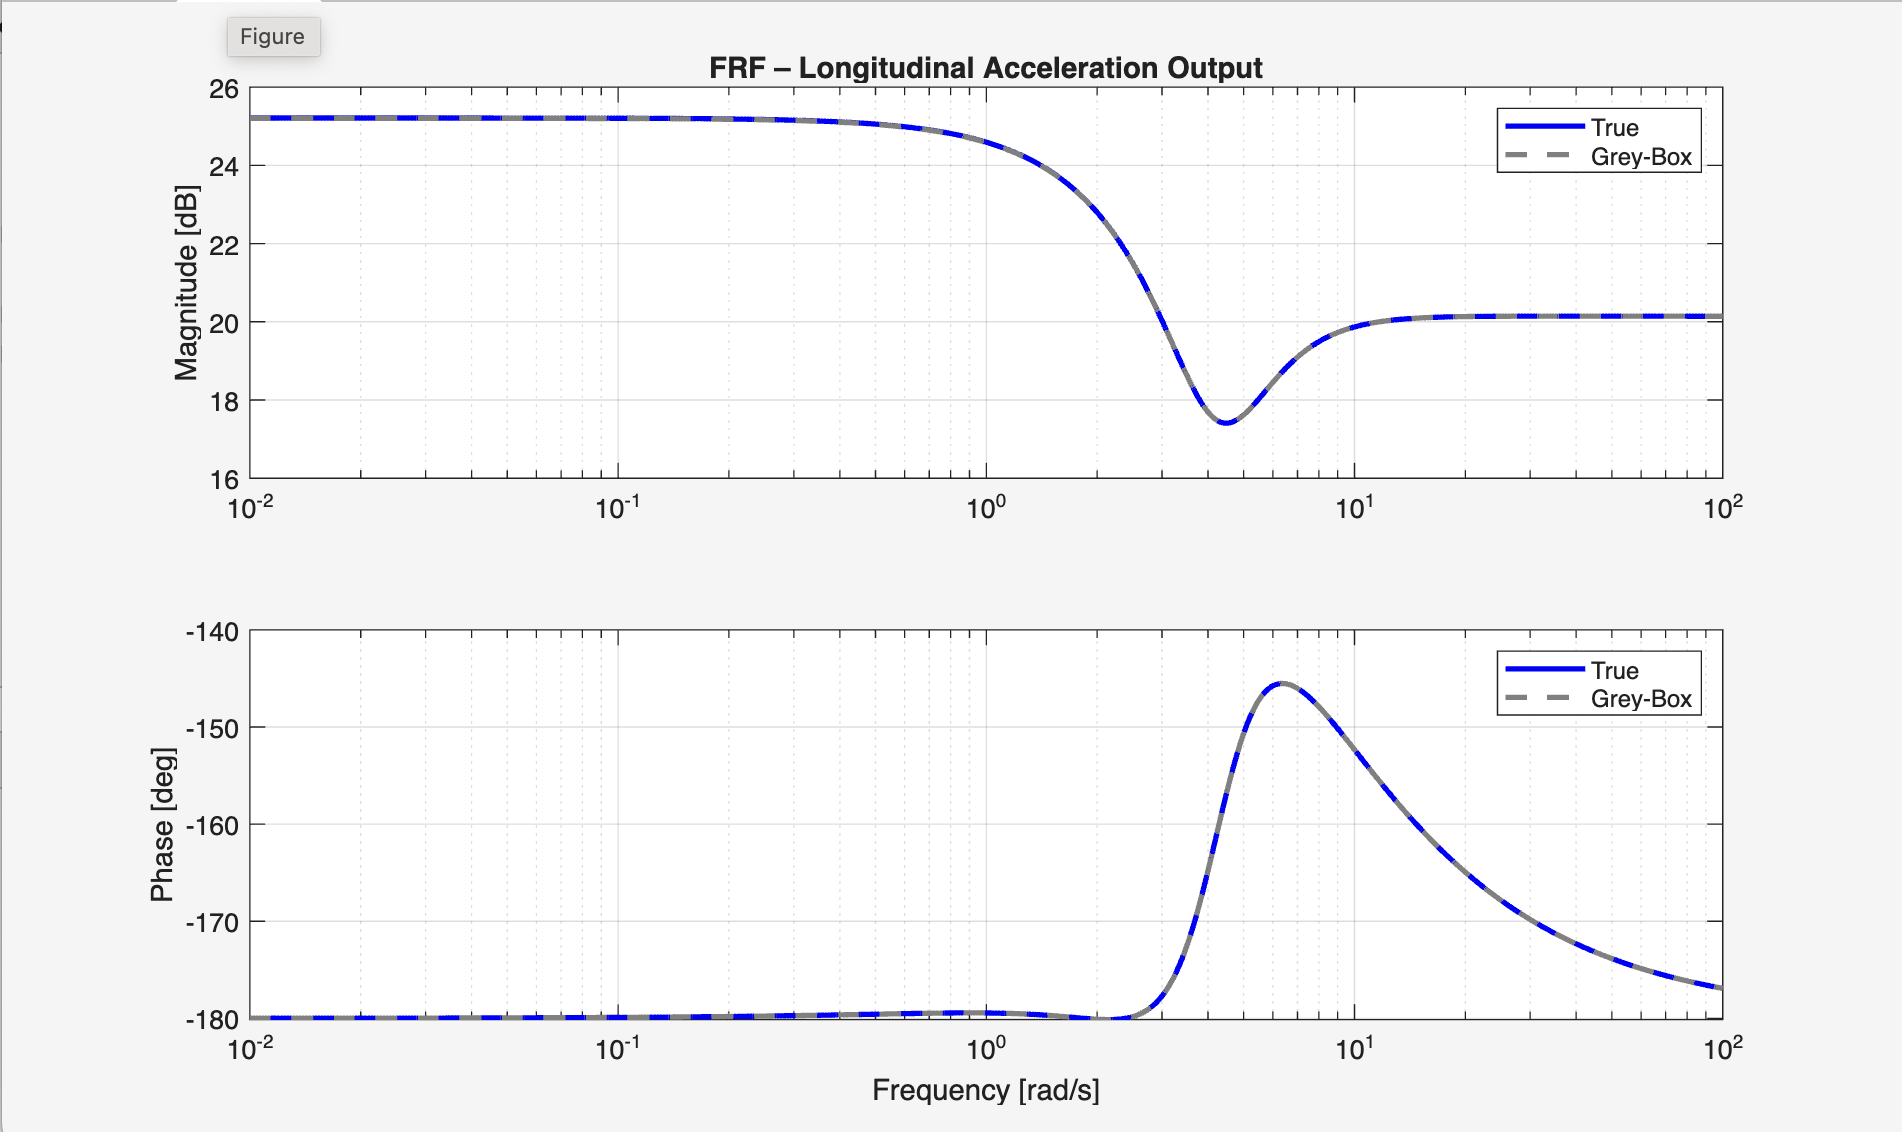 Figure
FRF – Longitudinal Acceleration Output
Magnitude [dB]
26
24
22
20
18
16
10-2
10-1
100
101
102
True
Grey-Box
Phase [deg]
-140
-150
-160
-170
-180
10-2
10-1
100
101
102
True
Grey-Box
Frequency [rad/s]